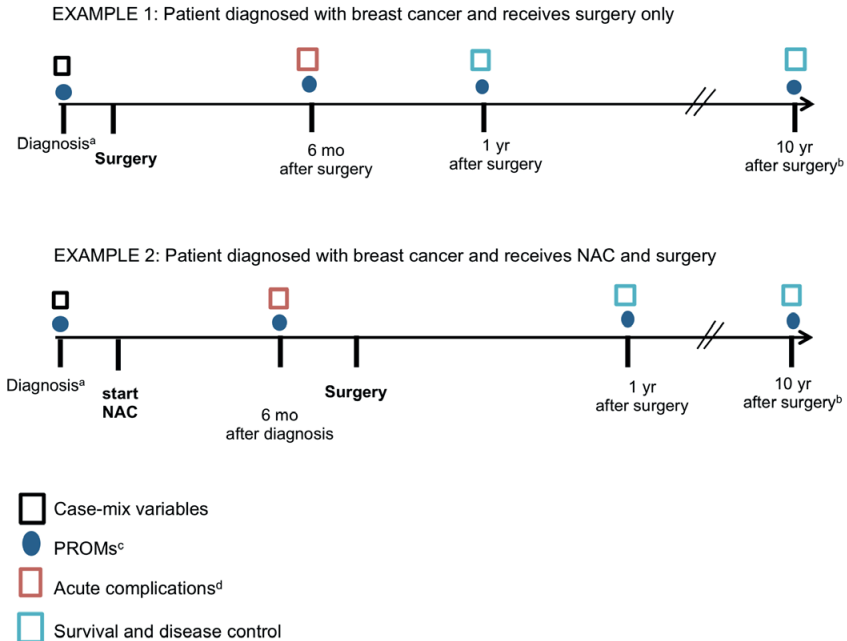 EXAMPLE 1: Patient diagnosed with breast cancer and receives surgery only
Diagnosisᵃ
Surgery
6 mo
after surgery
1 yr
after surgery
10 yr
after surgeryᵇ
EXAMPLE 2: Patient diagnosed with breast cancer and receives NAC and surgery
Diagnosisᵃ
start
NAC
6 mo
after diagnosis
Surgery
1 yr
after surgery
10 yr
after surgeryᵇ
Case-mix variables
PROMsᶜ
Acute complicationsᵈ
Survival and disease control